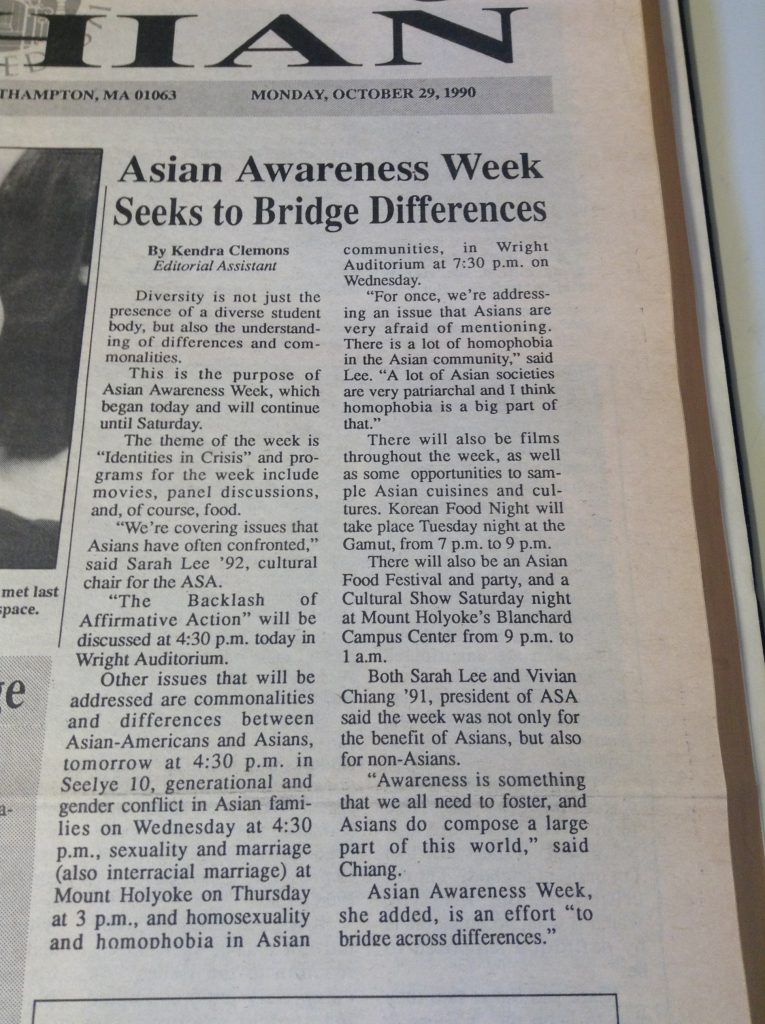 HIAN
THAMPTON, MA 01063 MONDAY, OCTOBER 29, 1990
Asian Awareness Week
Seeks to Bridge Differences
By Kendra Clemons
Editorial Assistant
Diversity is not just the
presence of a diverse student
body, but also the understand-
ing of differences and com-
monalities.
This is the purpose of
Asian Awareness Week, which
began today and will continue
until Saturday.
The theme of the week is
“Identities in Crisis” and pro-
grams for the week include
movies, panel discussions,
and, of course, food.
“We’re covering issues that
Asians have often confronted,”
said Sarah Lee ’92, cultural
chair for the ASA.
“The Backlash of
Affirmative Action” will be
discussed at 4:30 p.m. today in
Wright Auditorium.
Other issues that will be
addressed are commonalities
and differences between
Asian-Americans and Asians,
tomorrow at 4:30 p.m. in
Seelye 10, generational and
gender conflict in Asian fami-
lies on Wednesday at 4:30
p.m., sexuality and marriage
(also interracial marriage) at
Mount Holyoke on Thursday
at 3 p.m., and homosexuality
and homophobia in Asian
communities, in Wright
Auditorium at 7:30 p.m. on
Wednesday.
“For once, we’re address-
ing an issue that Asians are
very afraid of mentioning.
There is a lot of homophobia
in the Asian community,” said
Lee. “A lot of Asian societies
are very patriarchal and I think
homophobia is a big part of
that.”
There will also be films
throughout the week, as well
as some opportunities to sam-
ple Asian cuisines and cul-
tures. Korean Food Night will
take place Tuesday night at the
Gamut, from 7 p.m. to 9 p.m.
There will also be an Asian
Food Festival and party, and a
Cultural Show Saturday night
at Mount Holyoke’s Blanchard
Campus Center from 9 p.m. to
1 a.m.
Both Sarah Lee and Vivian
Chiang ’91, president of ASA
said the week was not only for
the benefit of Asians, but also
for non-Asians.
“Awareness is something
that we all need to foster, and
Asians do compose a large
part of this world,” said
Chiang.
Asian Awareness Week,
she added, is an effort “to
bridge across differences.”
met last
space.
ge
a-